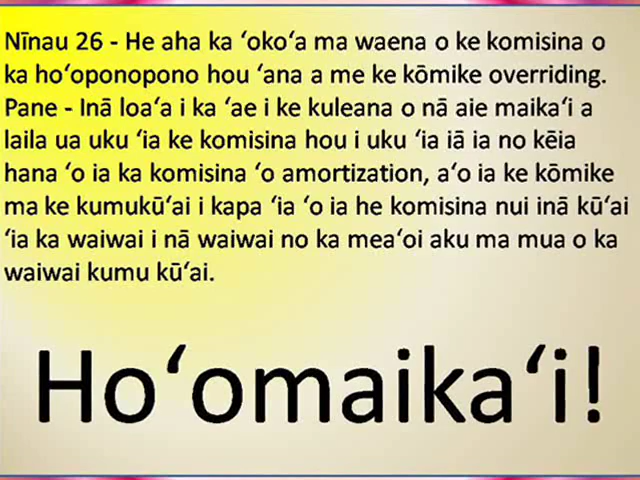 Nīnau 26 - He aha ka ʻokoʻa ma waena o ke komisina o
ka hoʻoponopono hou ʻana a me ke kōmike overriding.
Pane - Inā loaʻa i ka ʻae i ke kuleana o nā aie maikaʻi a
laila ua uku ʻia ke komisina hou i uku ʻia iā ia no kēia
hana ʻo ia ka komisina ʻo amortization, aʻo ia ke kōmike
ma ke kumukūʻai i kapa ʻia ʻo ia he komisina nui inā kūʻai
ʻia ka waiwai i nā waiwai no ka meaʻoi aku ma mua o ka
waiwai kumu kūʻai.
Hoʻomaikaʻi!